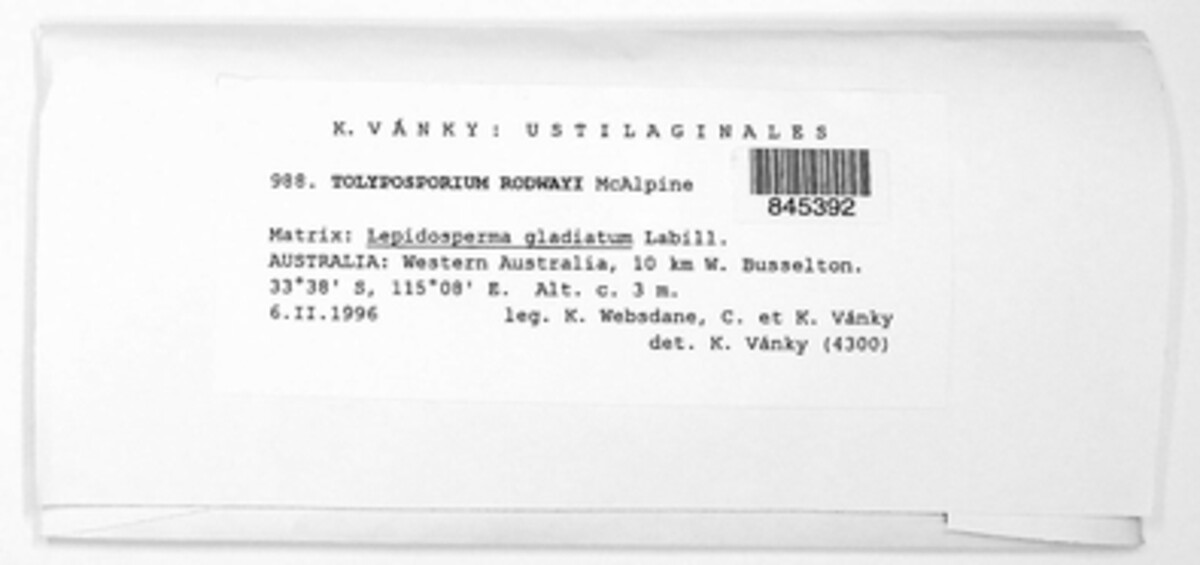 K. VÁNKY: USTILAGINALES
988. TOLYPOSPORIUM RODWAYI McAlpine
845392
Matrix: Lepidosperma gladiatum Labill.
AUSTRALIA: Western Australia, 10 km W. Busselton.
33°38' S, 115°08' E. Alt. c. 3 m.
6.II.1996 leg. K. Websdane, C. et K. Vánky
det. K. Vánky (4300)